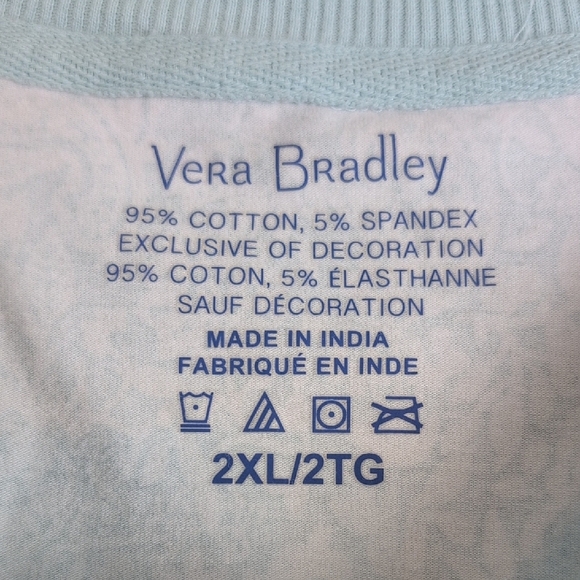 Vera Bradley
95% COTTON, 5% SPANDEX
EXCLUSIVE OF DECORATION
95% COTON, 5% ÉLASTHANNE
SAUF DÉCORATION
MADE IN INDIA
FABRIQUÉ EN INDE
2XL/2TG